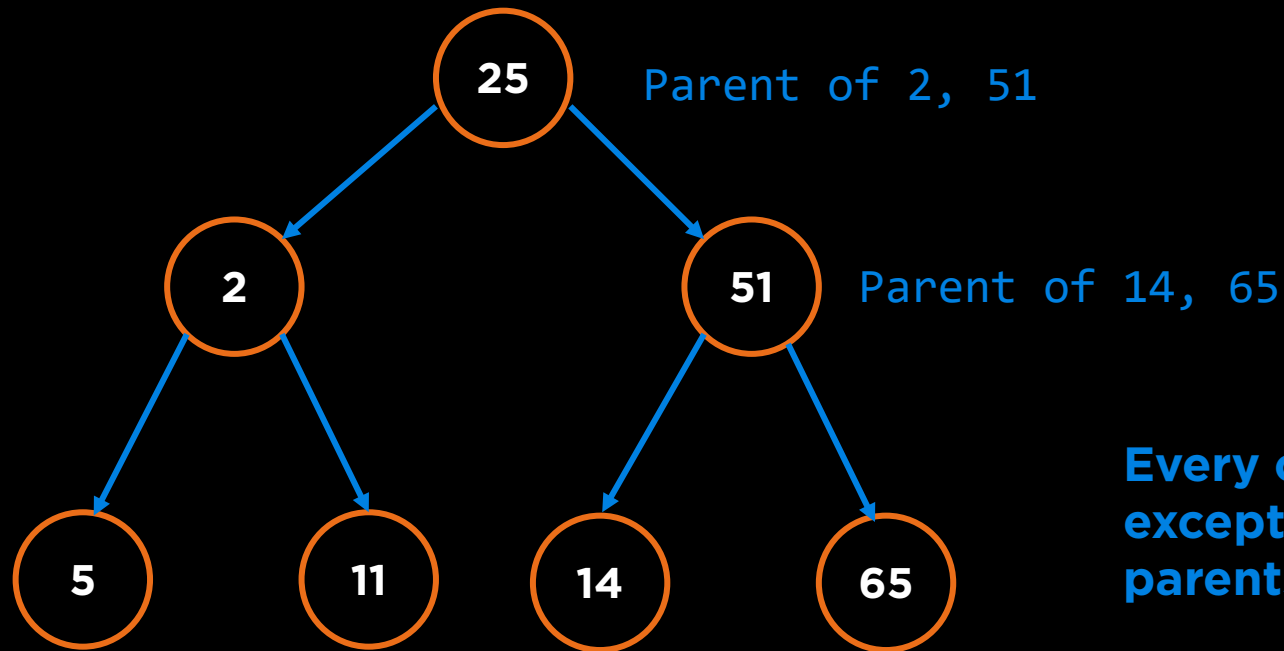 25
Parent of 2, 51
2
51
Parent of 14, 65
Every
except
parent
5
11
14
65